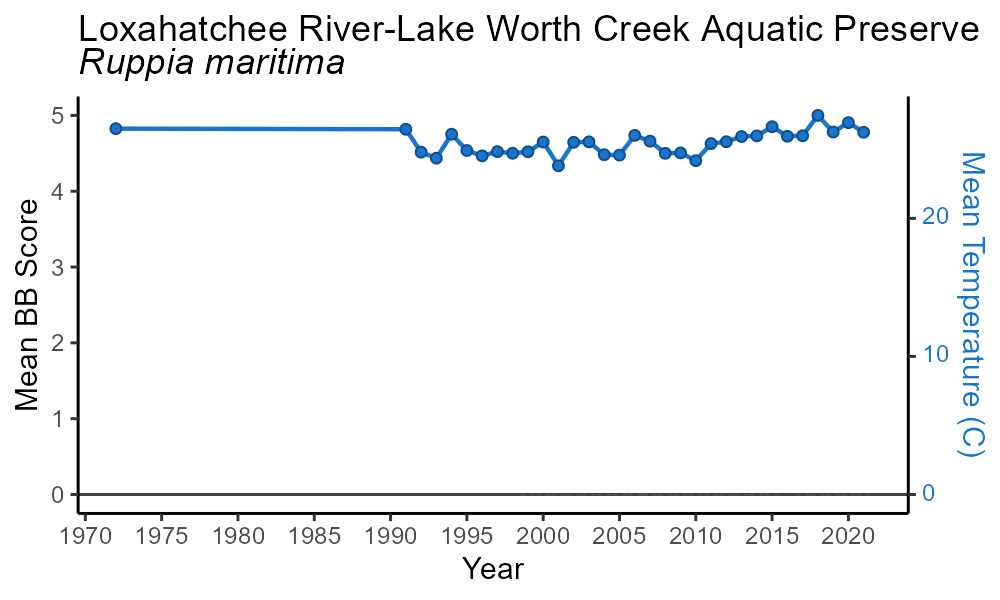 Loxahatchee River-Lake Worth Creek Aquatic Preserve
Ruppia maritima
Mean BB Score
5
4
3
2
1
0
20
10
0
Mean Temperature (C)
1970 1975 1980 1985 1990 1995 2000 2005 2010 2015 2020
Year